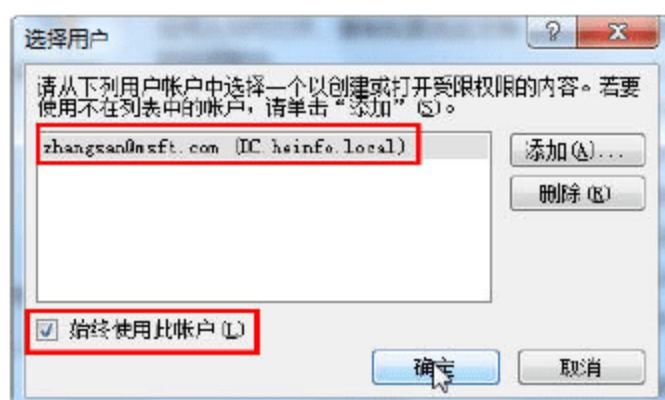 选择用户
请从下列用户帐户中选择一个以创建或打开受限权限的内容。若要
使用不在列表中的帐户，请单击“添加”(S)。
zhangsan@msft.com (DC.heinfo.local)
添加(A)...
删除(R)
始终使用此帐户(L)
确定
取消